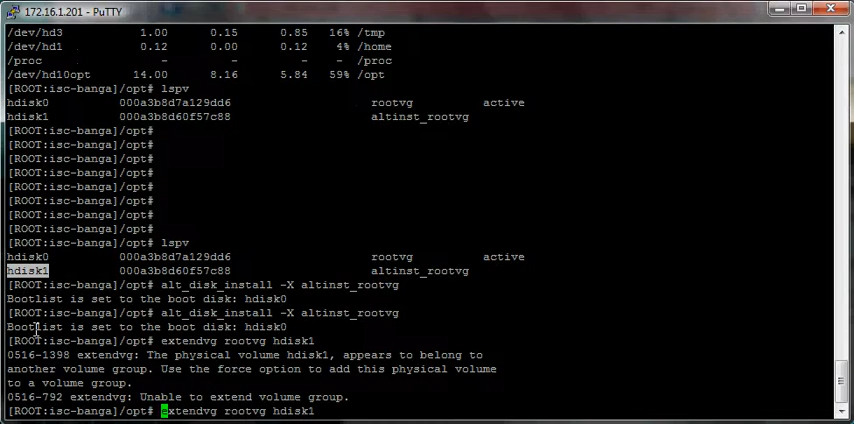 172.16.1.201 - PuTTY
/dev/hd3 1.00 0.15 0.85 16% /tmp
/dev/hd1 0.12 0.00 0.12 4% /home
/proc - - - - /proc
/dev/hd10opt 14.00 8.16 5.84 59% /opt
[ROOT:isc-banga]/opt# lspv
hdisk0 000a3b8d7a129dd6 rootvg active
hdisk1 000a3b8d60f57c88 altinst_rootvg
[ROOT:isc-banga]/opt#
[ROOT:isc-banga]/opt#
[ROOT:isc-banga]/opt#
[ROOT:isc-banga]/opt#
[ROOT:isc-banga]/opt#
[ROOT:isc-banga]/opt#
[ROOT:isc-banga]/opt#
[ROOT:isc-banga]/opt#
[ROOT:isc-banga]/opt# lspv
hdisk0 000a3b8d7a129dd6 rootvg active
hdisk1 000a3b8d60f57c88 altinst_rootvg
[ROOT:isc-banga]/opt# alt_disk_install -X altinst_rootvg
Bootlist is set to the boot disk: hdisk0
[ROOT:isc-banga]/opt# alt_disk_install -X altinst_rootvg
Bootlist is set to the boot disk: hdisk0
[ROOT:isc-banga]/opt# extendvg rootvg hdisk1
0516-1398 extendvg: The physical volume hdisk1, appears to belong to
another volume group. Use the force option to add this physical volume
to a volume group.
0516-792 extendvg: Unable to extend volume group.
[ROOT:isc-banga]/opt# extendvg rootvg hdisk1